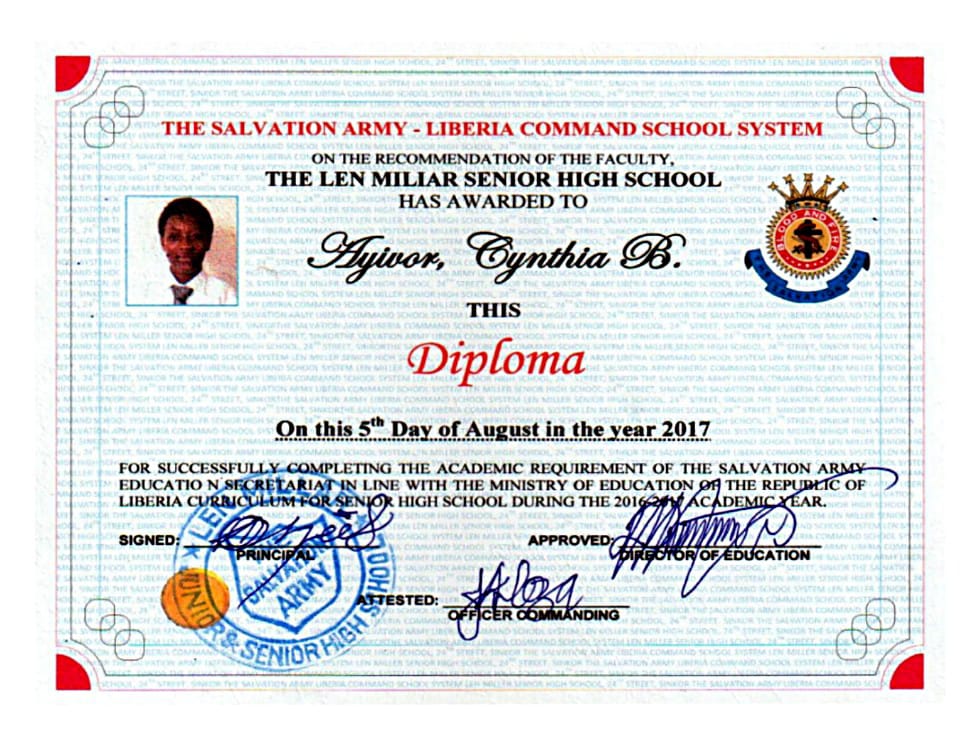 THE SALVATION ARMY - LIBERIA COMMAND SCHOOL SYSTEM
ON THE RECOMMENDATION OF THE FACULTY,
THE LEN MILIAR SENIOR HIGH SCHOOL
HAS AWARDED TO
Ayivor, Cynthia B.
BLOOD AND FIRE
THIS
Diploma
On this 5th Day of August in the year 2017
FOR SUCCESSFULLY COMPLETING THE ACADEMIC REQUIREMENT OF THE SALVATION ARMY
EDUCATIO N SECRETARIAT IN LINE WITH THE MINISTRY OF EDUCATION OF THE REPUBLIC OF
LIBERIA CURRICULUM FOR SENIOR HIGH SCHOOL DURING THE 2016-2017 ACADEMIC YEAR.
SIGNED:
PRINCIPAL
APPROVED:
DIRECTOR OF EDUCATION
ATTESTED:
OFFICER COMMANDING
LEN
JUNIOR & SENIOR HIGH SCHOOL
THE
SALVATION
ARMY